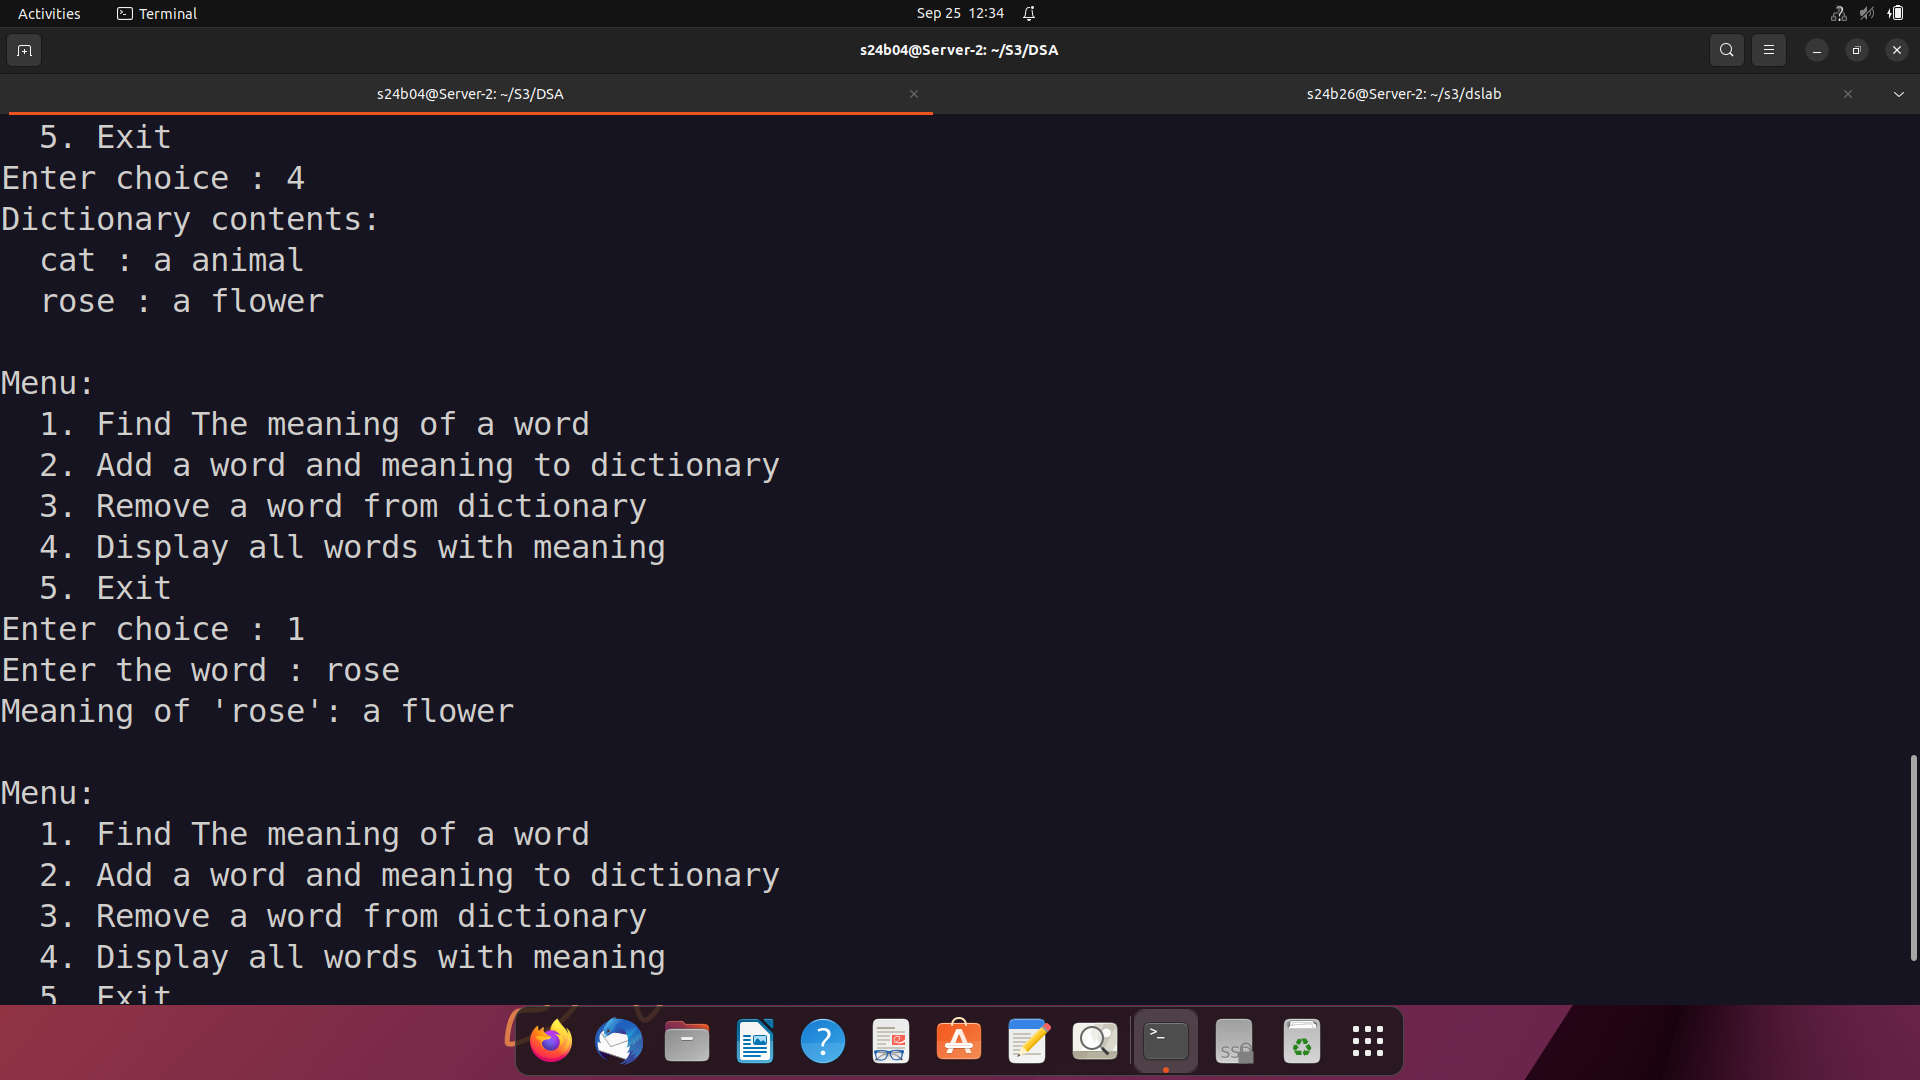 Activities
Terminal
Sep 25 12:34
s24b04@Server-2: ~/S3/DSA
s24b04@Server-2: ~/S3/DSA
s24b26@Server-2: ~/s3/dslab
5. Exit
Enter choice : 4
Dictionary contents:
cat : a animal
rose : a flower
Menu:
1. Find The meaning of a word
2. Add a word and meaning to dictionary
3. Remove a word from dictionary
4. Display all words with meaning
5. Exit
Enter choice : 1
Enter the word : rose
Meaning of 'rose': a flower
Menu:
1. Find The meaning of a word
2. Add a word and meaning to dictionary
3. Remove a word from dictionary
4. Display all words with meaning
5. Exit